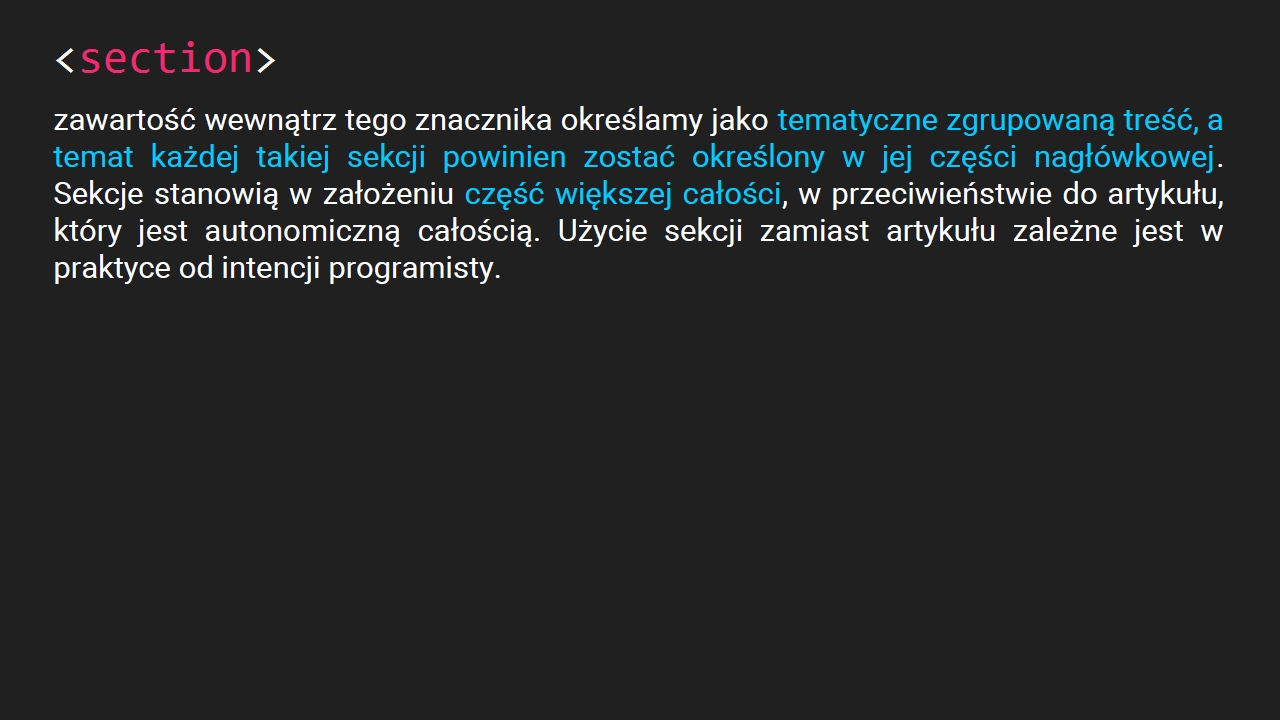 <section>
zawartość wewnątrz tego znacznika określamy jako tematyczne zgrupowaną treść, a
temat każdej takiej sekcji powinien zostać określony w jej części nagłówkowej.
Sekcje stanowią w założeniu część większej całości, w przeciwieństwie do artykułu,
który jest autonomiczną całością. Użycie sekcji zamiast artykułu zależne jest w
praktyce od intencji programisty.